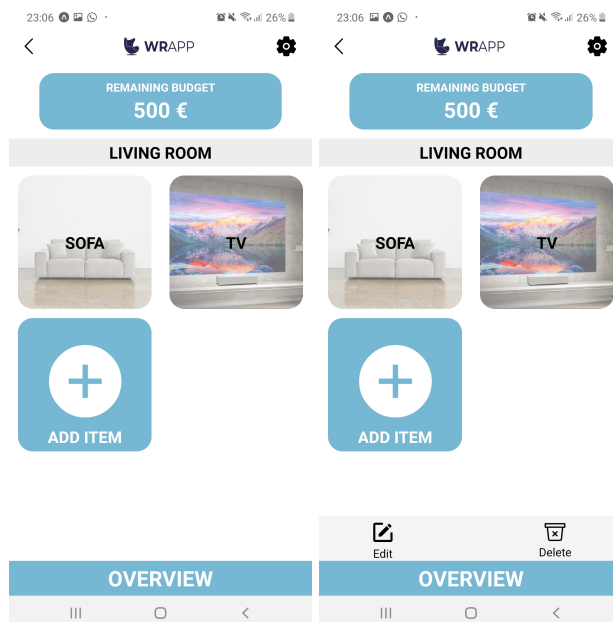 23:06
26%
WRAPP
REMAINING BUDGET
500 €
LIVING ROOM
SOFA
TV
ADD ITEM
OVERVIEW
23:06
26%
WRAPP
REMAINING BUDGET
500 €
LIVING ROOM
SOFA
TV
ADD ITEM
Edit
Delete
OVERVIEW